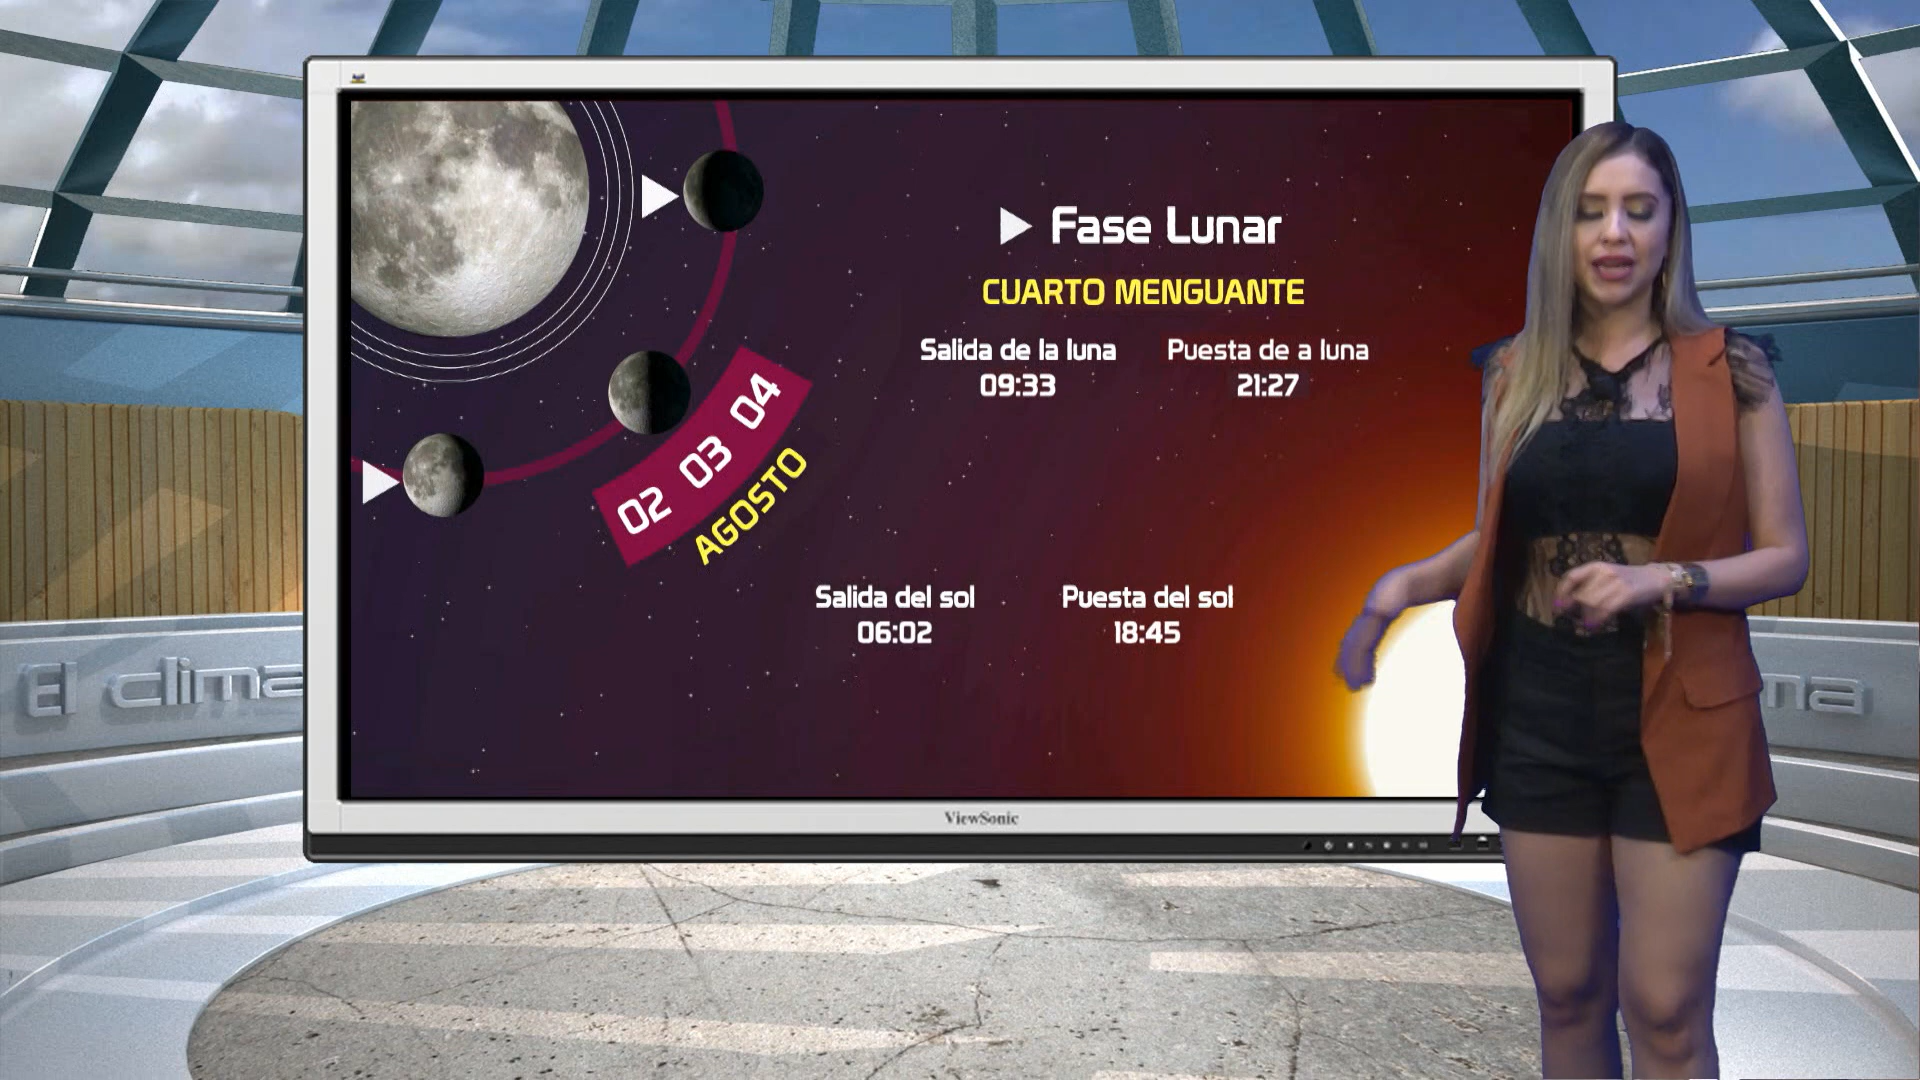 Fase Lunar
CUARTO MENGUANTE
Salida de la luna
09:33
Puesta de a luna
21:27
02 03 04
AGOSTO
Salida del sol
06:02
Puesta del sol
18:45
El clima
ma
ViewSonic